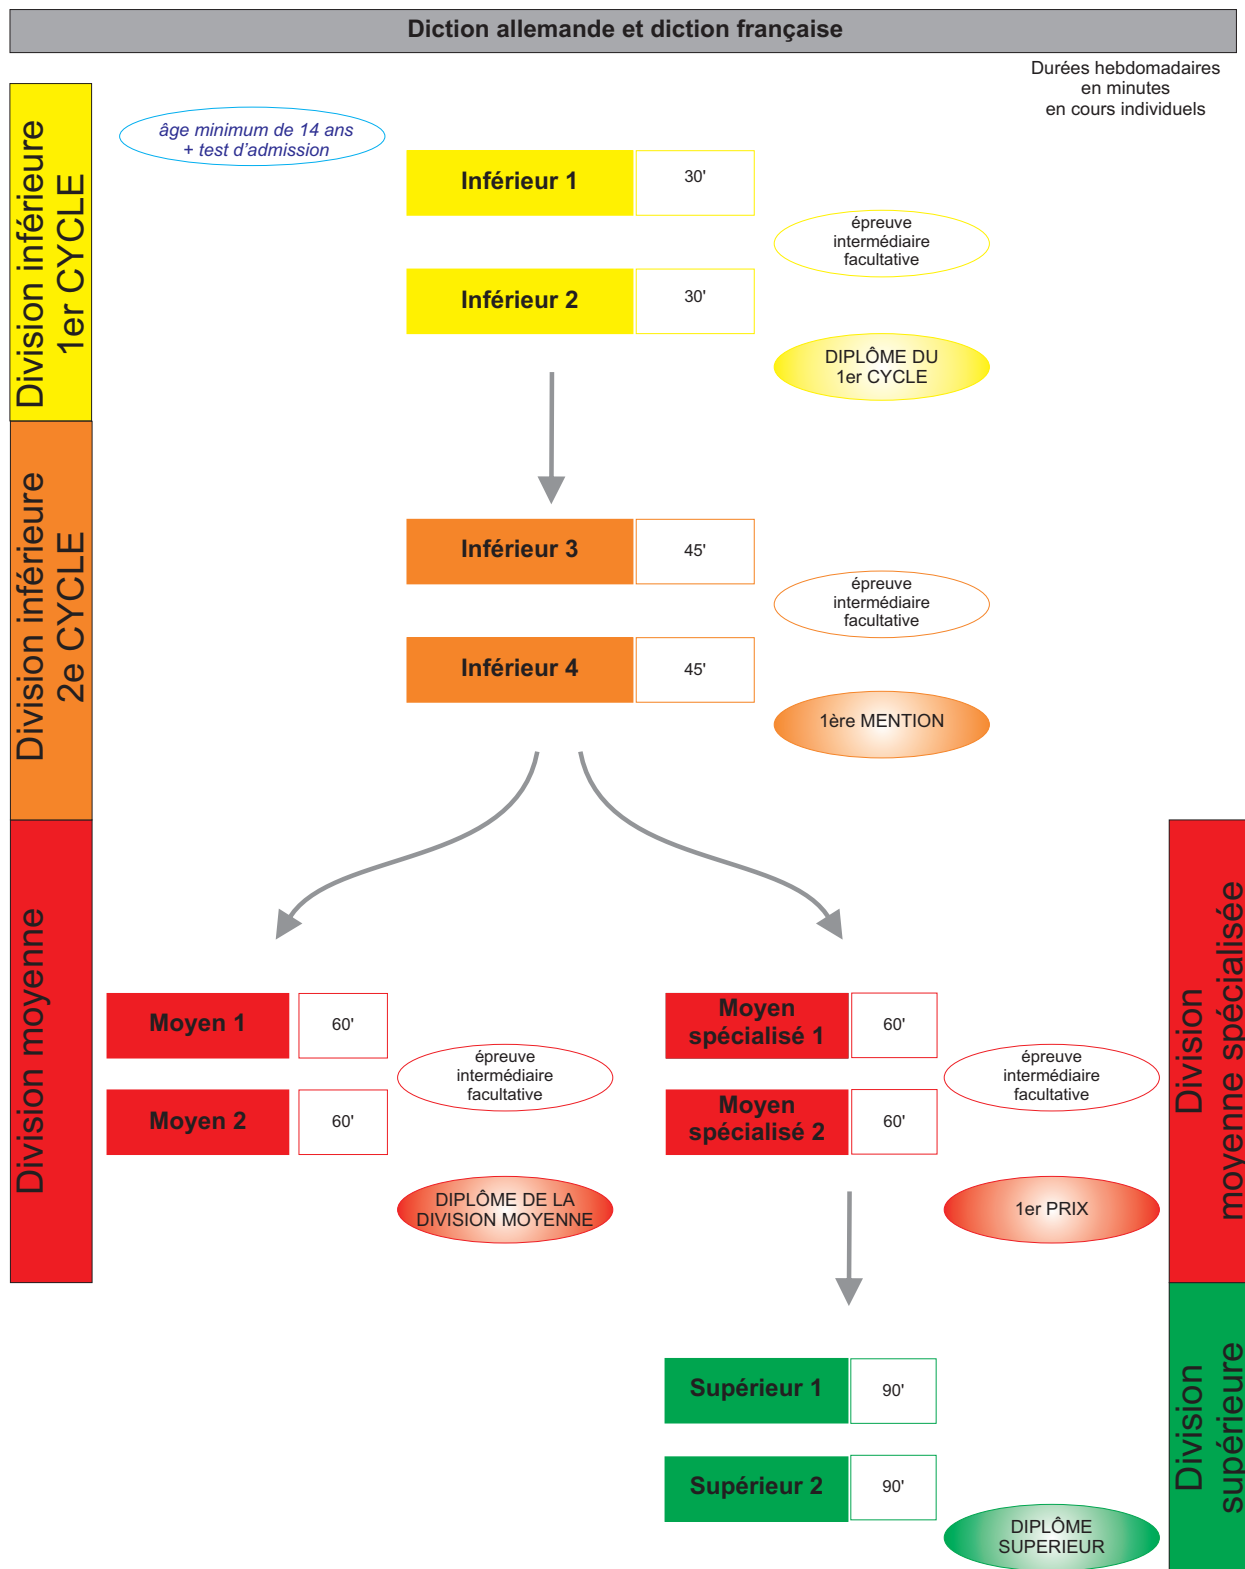 Diction allemande et diction française
Durées hebdomadaires
en minutes
en cours individuels
Division inférieure
1er CYCLE
âge minimum de 14 ans
+ test d'admission
Inférieur 1
30'
épreuve
intermédiaire
facultative
Inférieur 2
30'
DIPLÔME DU
1er CYCLE
Division inférieure
2e CYCLE
Inférieur 3
45'
épreuve
intermédiaire
facultative
Inférieur 4
45'
1ère MENTION
Division moyenne
Moyen 1
60'
épreuve
intermédiaire
facultative
Moyen 2
60'
DIPLÔME DE LA
DIVISION MOYENNE
Division
moyenne spécialisée
Moyen
spécialisé 1
60'
épreuve
intermédiaire
facultative
Moyen
spécialisé 2
60'
1er PRIX
Division
supérieure
Supérieur 1
90'
Supérieur 2
90'
DIPLÔME
SUPERIEUR